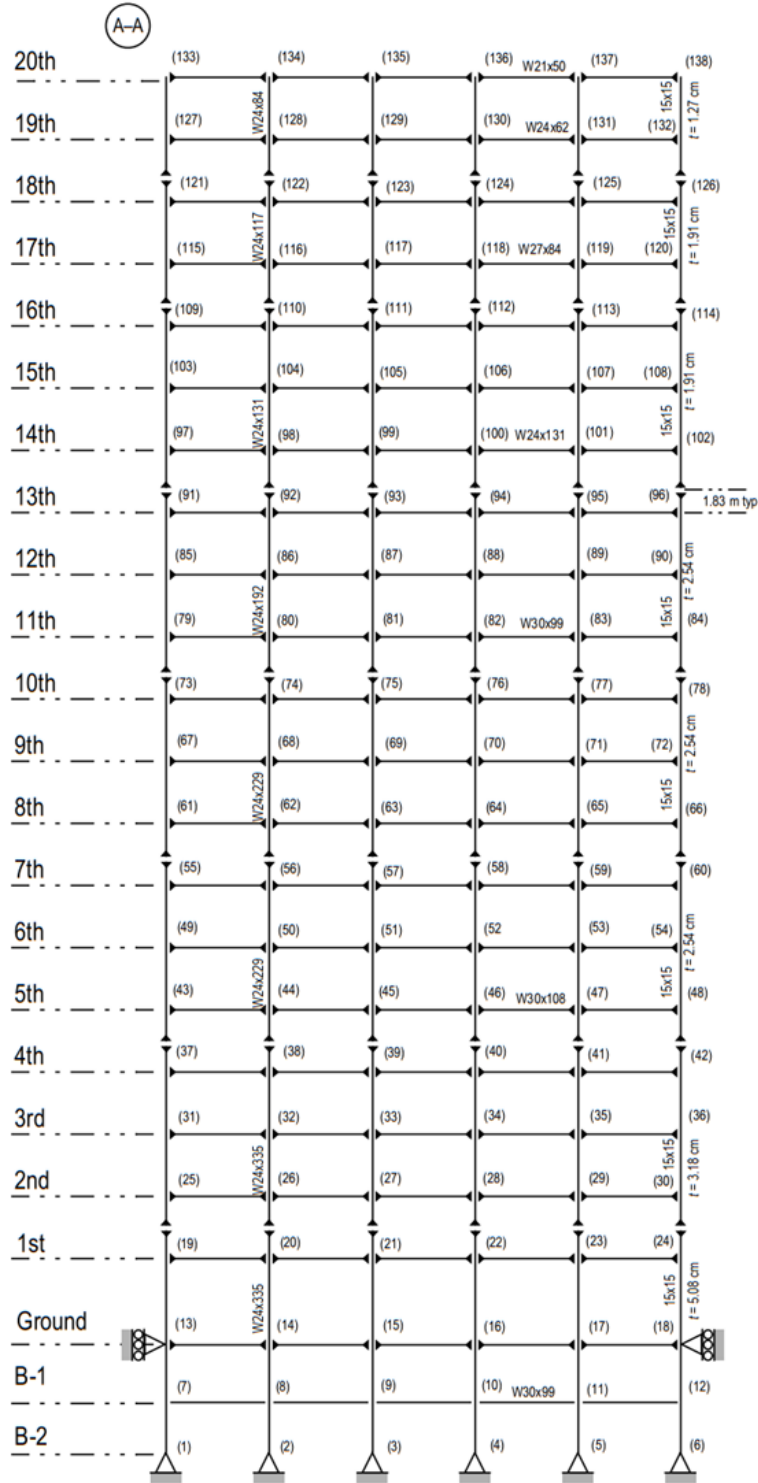 A–A
20th (133) (134) (135) (136) W21x50 (137) (138)
W24x84 15x15 t = 1.27 cm
19th (127) (128) (129) (130) W24x62 (131) (132)
18th (121) (122) (123) (124) (125) (126)
W24x117 15x15 t = 1.91 cm
17th (115) (116) (117) (118) W27x84 (119) (120)
16th (109) (110) (111) (112) (113) (114)
15th (103) (104) (105) (106) (107) (108)
W24x131 15x15 t = 1.91 cm
14th (97) (98) (99) (100) W24x131 (101) (102)
13th (91) (92) (93) (94) (95) (96) 1.83 m typ
12th (85) (86) (87) (88) (89) (90)
W24x192 15x15 t = 2.54 cm
11th (79) (80) (81) (82) W30x99 (83) (84)
10th (73) (74) (75) (76) (77) (78)
9th (67) (68) (69) (70) (71) (72)
W24x229 15x15 t = 2.54 cm
8th (61) (62) (63) (64) (65) (66)
7th (55) (56) (57) (58) (59) (60)
6th (49) (50) (51) (52 (53) (54)
W24x229 15x15 t = 2.54 cm
5th (43) (44) (45) (46) W30x108 (47) (48)
4th (37) (38) (39) (40) (41) (42)
3rd (31) (32) (33) (34) (35) (36)
W24x335 15x15 t = 3.18 cm
2nd (25) (26) (27) (28) (29) (30)
1st (19) (20) (21) (22) (23) (24)
W24x335 15x15 t = 5.08 cm
Ground (13) (14) (15) (16) (17) (18)
B-1 (7) (8) (9) (10) W30x99 (11) (12)
B-2 (1) (2) (3) (4) (5) (6)